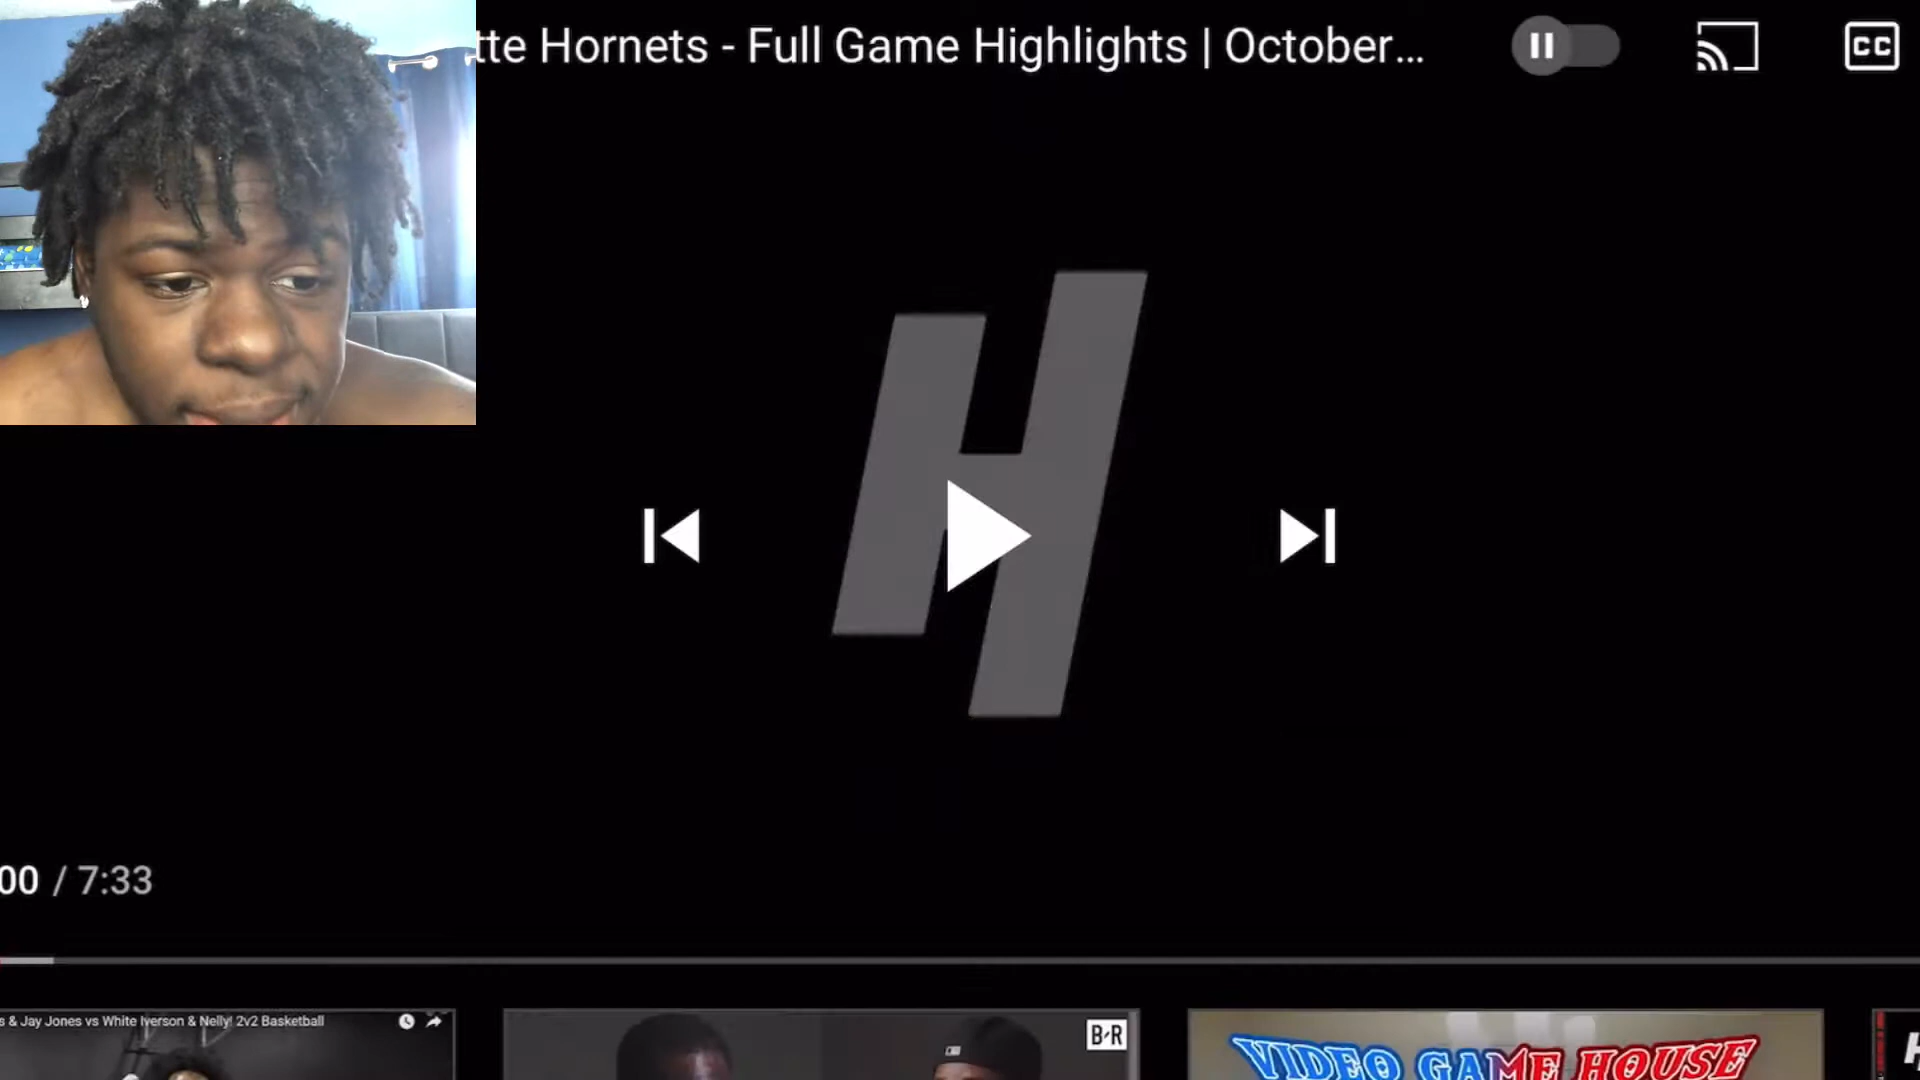 tte Hornets - Full Game Highlights | October...
CC
H
00 / 7:33
s & Jay Jones vs White Iverson & Nelly! 2v2 Basketball
B/R
VIDEO GAME HOUSE